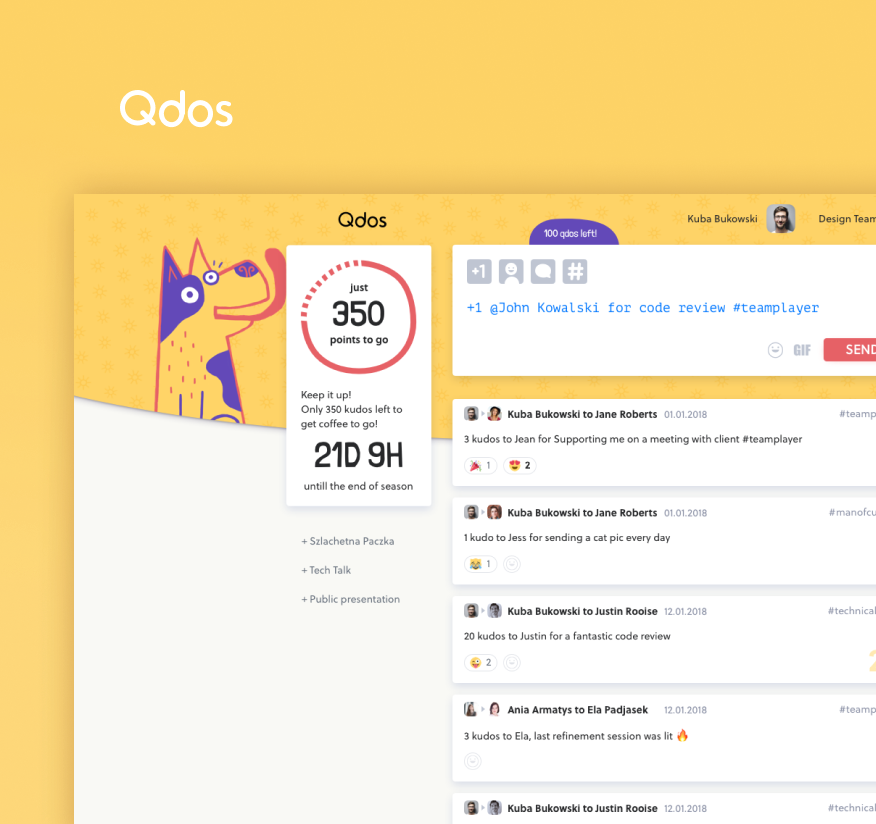 Qdos
Qdos
Kuba Bukowski
Design Team
100 qdos left!
just
350
points to go
Keep it up!
Only 350 kudos left to
get coffee to go!
21D 9H
untill the end of season
+ Szlachetna Paczka
+ Tech Talk
+ Public presentation
+1
#
+1 @John Kowalski for code review #teamplayer
GIF
SEND
Kuba Bukowski to Jane Roberts 01.01.2018 #teamp
3 kudos to Jean for Supporting me on a meeting with client #teamplayer
1 2
Kuba Bukowski to Jane Roberts 01.01.2018 #manofcu
1 kudo to Jess for sending a cat pic every day
1
Kuba Bukowski to Justin Rooise 12.01.2018 #technical
20 kudos to Justin for a fantastic code review
2
Ania Armatys to Ela Padjasek 12.01.2018 #teamp
3 kudos to Ela, last refinement session was lit 🔥
Kuba Bukowski to Justin Rooise 12.01.2018 #technical